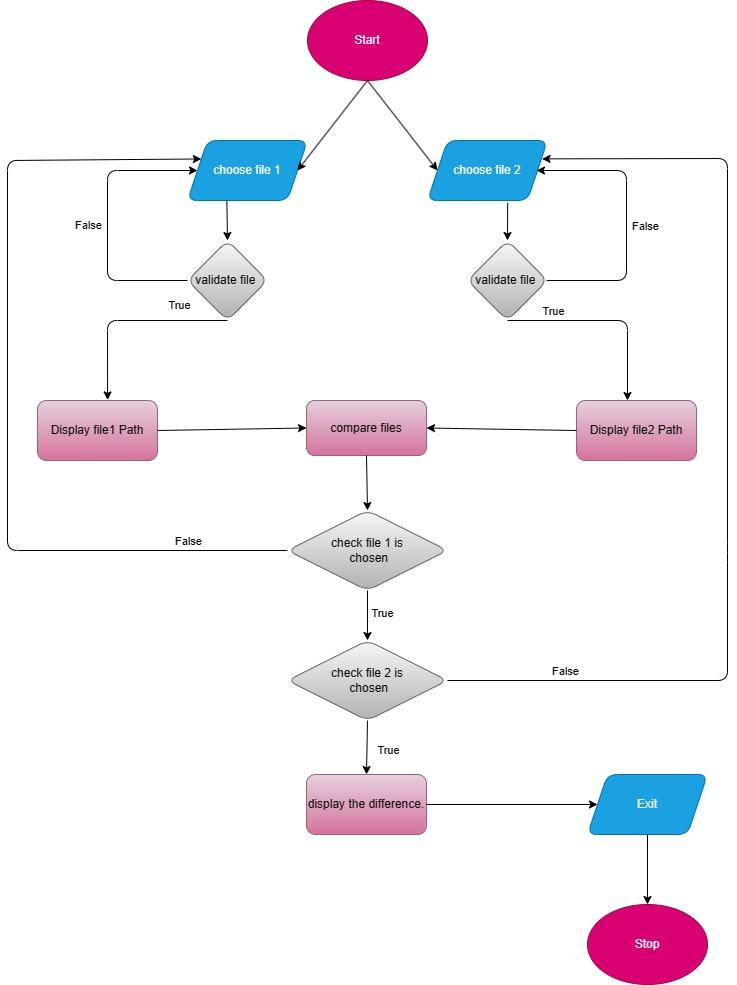 Start
choose file 1
choose file 2
False
False
validate file
validate file
True
True
Display file1 Path
compare files
Display file2 Path
False
check file 1 is
chosen
True
check file 2 is
chosen
False
True
display the difference.
Exit
Stop